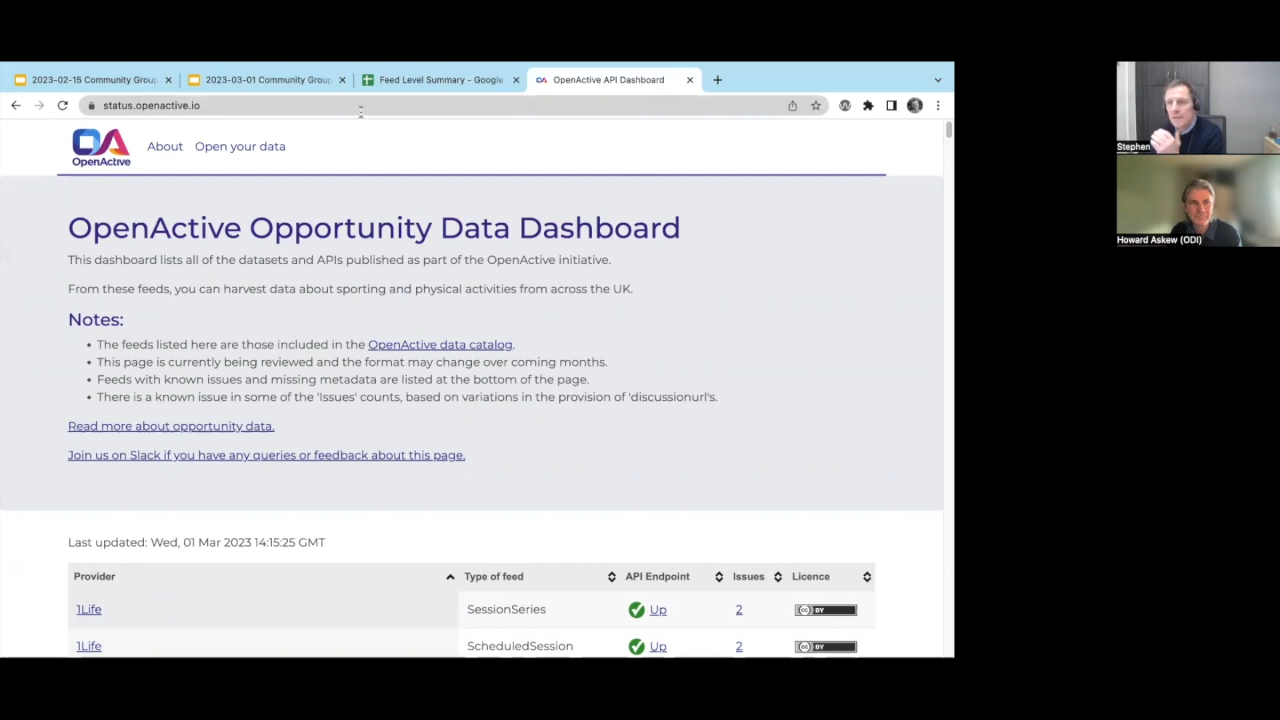 2023-02-15 Community Group
2023-03-01 Community Group
Feed Level Summary - Google
OpenActive API Dashboard
status.openactive.io
OpenActive
About
Open your data
OpenActive Opportunity Data Dashboard
This dashboard lists all of the datasets and APIs published as part of the OpenActive initiative.
From these feeds, you can harvest data about sporting and physical activities from across the UK.
Notes:
• The feeds listed here are those included in the OpenActive data catalog.
• This page is currently being reviewed and the format may change over coming months.
• Feeds with known issues and missing metadata are listed at the bottom of the page.
• There is a known issue in some of the 'Issues' counts, based on variations in the provision of 'discussionurl's.
Read more about opportunity data.
Join us on Slack if you have any queries or feedback about this page.
Last updated: Wed, 01 Mar 2023 14:15:25 GMT
Provider Type of feed API Endpoint Issues Licence
1Life SessionSeries Up 2 CC BY
1Life ScheduledSession Up 2 CC BY
Stephen
Howard Askew (ODI)